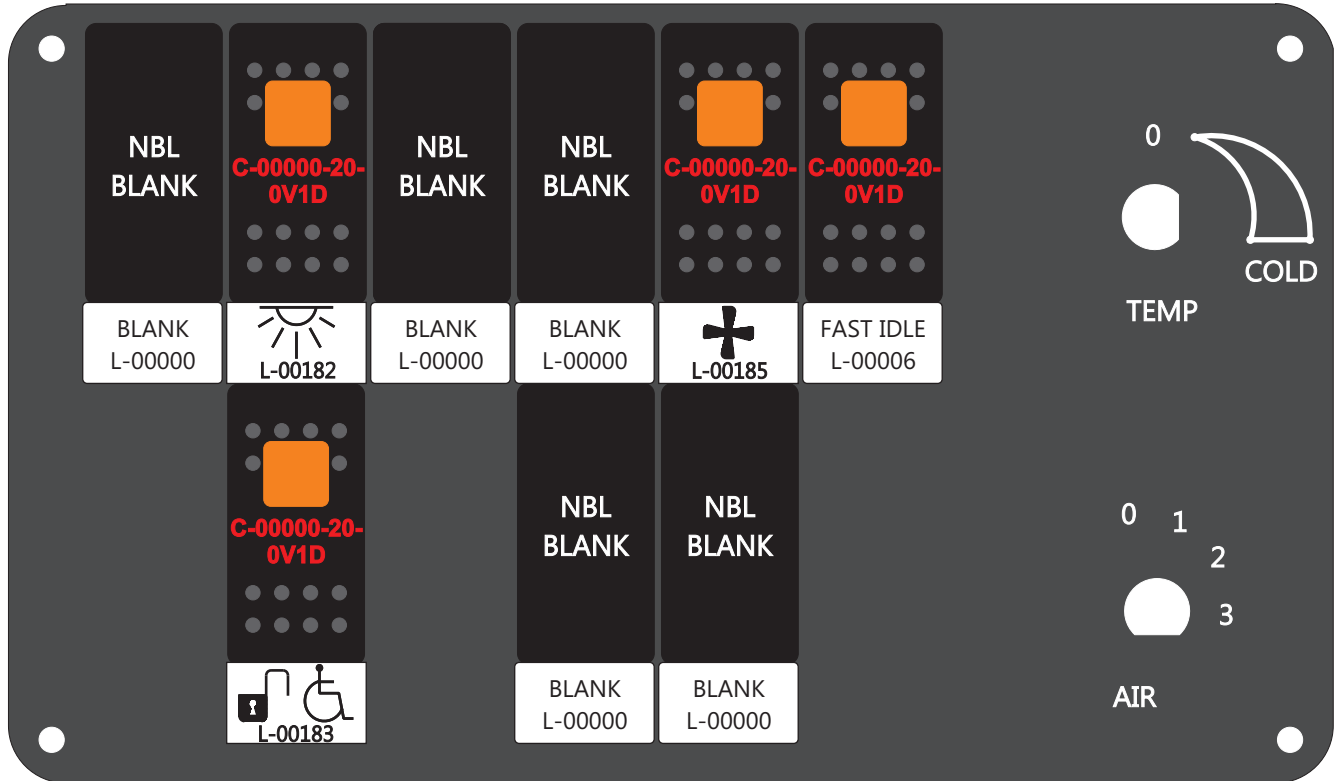 NBL
BLANK
C-00000-20-
0V1D
NBL
BLANK
NBL
BLANK
C-00000-20-
0V1D
C-00000-20-
0V1D
BLANK
L-00000
L-00182
BLANK
L-00000
BLANK
L-00000
L-00185
FAST IDLE
L-00006
0
COLD
TEMP
C-00000-20-
0V1D
NBL
BLANK
NBL
BLANK
L-00183
BLANK
L-00000
BLANK
L-00000
0
1
2
3
AIR